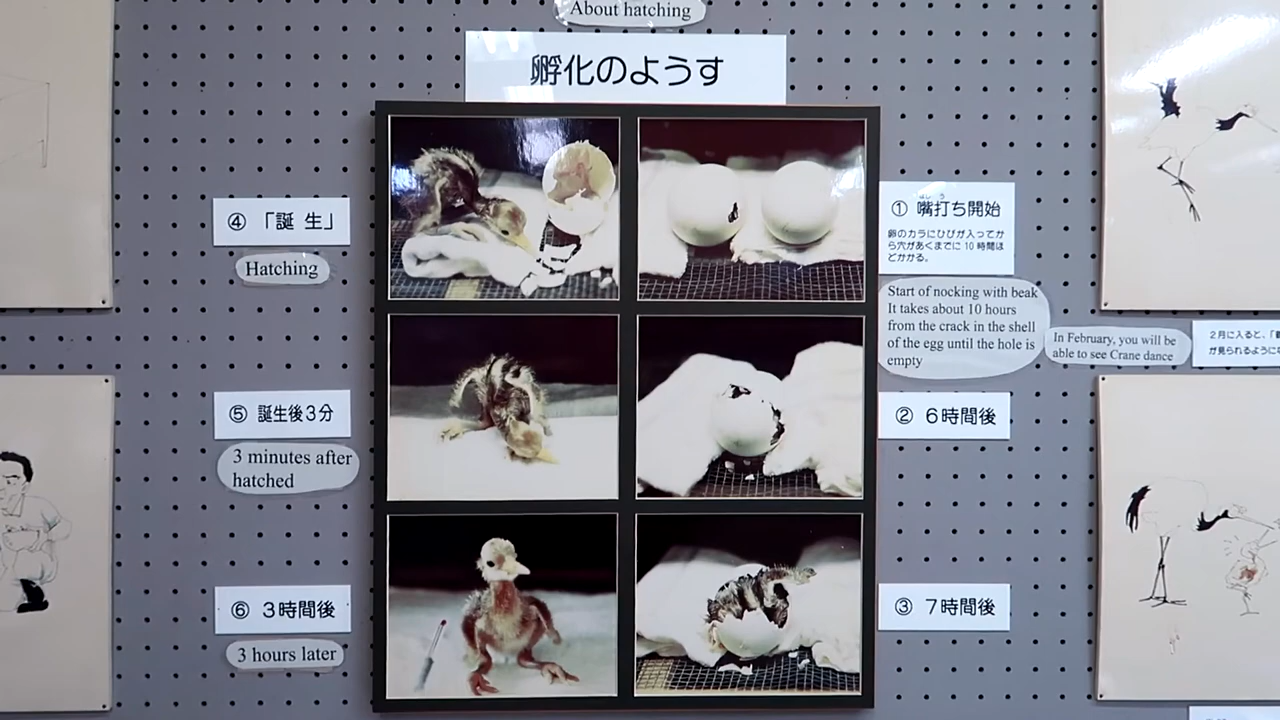 About hatching
孵化のようす
④「誕 生」
Hatching
⑤ 誕生後3分
3 minutes after
hatched
⑥ 3時間後
3 hours later
① 嘴打ち開始
卵のカラにひびが入ってか
ら穴があくまでに 10 時間ほ
どかかる。
Start of nocking with beak
It takes about 10 hours
from the crack in the shell
of the egg until the hole is
empty
② 6時間後
③ 7時間後
In February, you will be
able to see Crane dance
2月に入ると、「
が見られるように